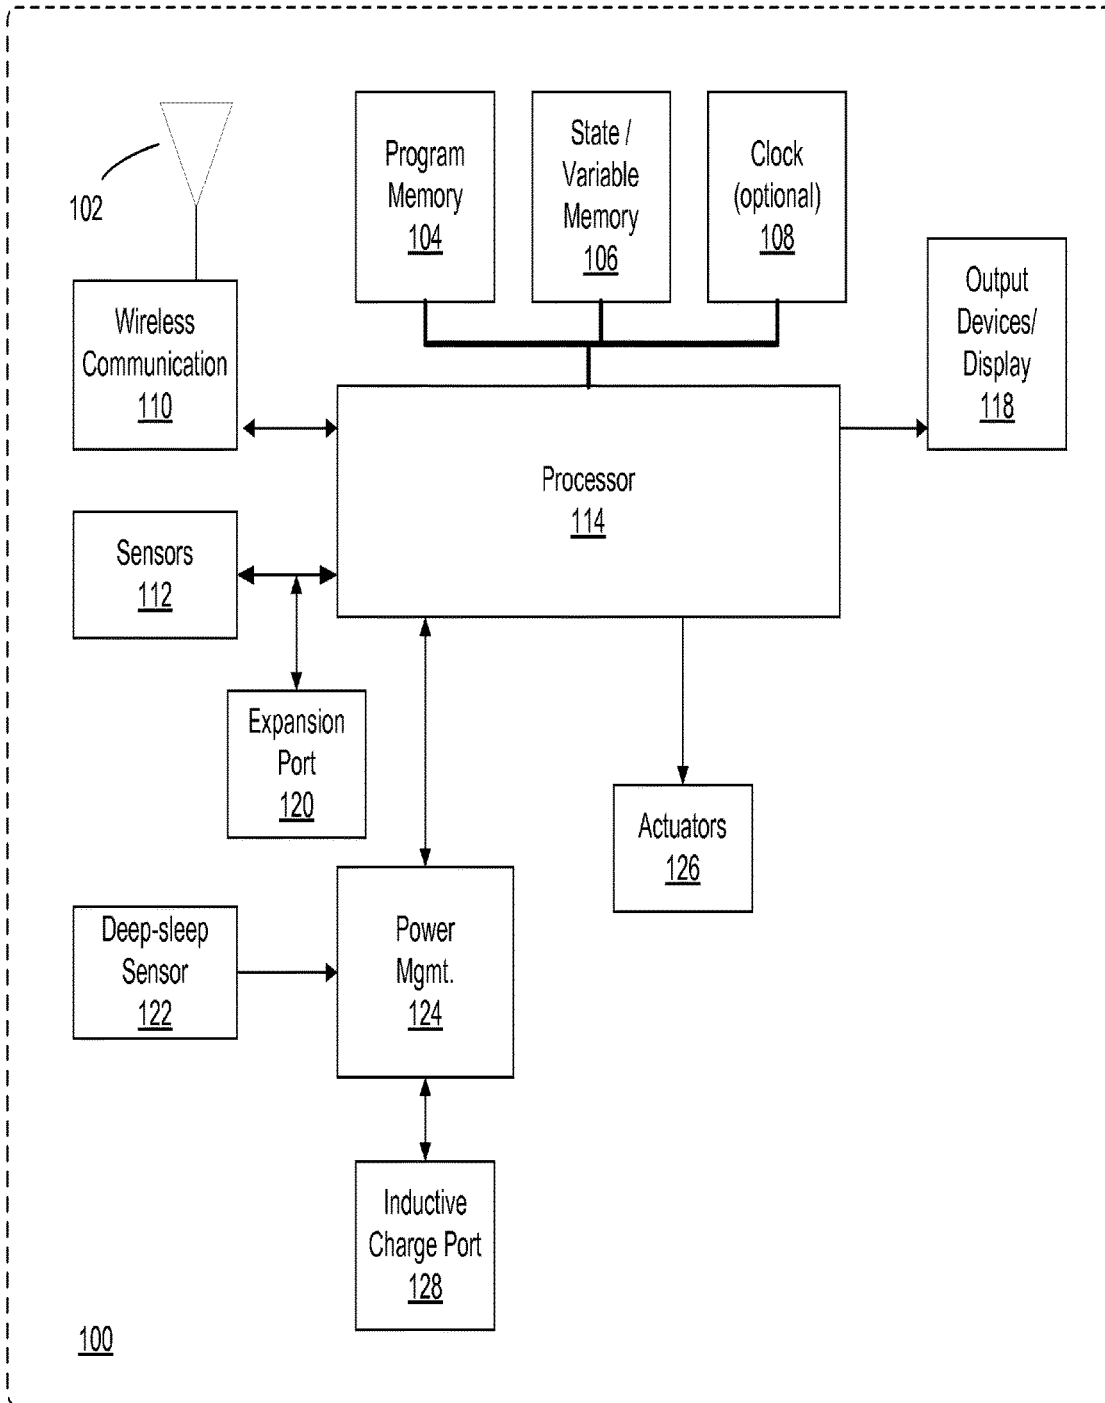 102
Program
Memory
104
State /
Variable
Memory
106
Clock
(optional)
108
Wireless
Communication
110
Output
Devices/
Display
118
Processor
114
Sensors
112
Expansion
Port
120
Actuators
126
Deep-sleep
Sensor
122
Power
Mgmt.
124
Inductive
Charge Port
128
100